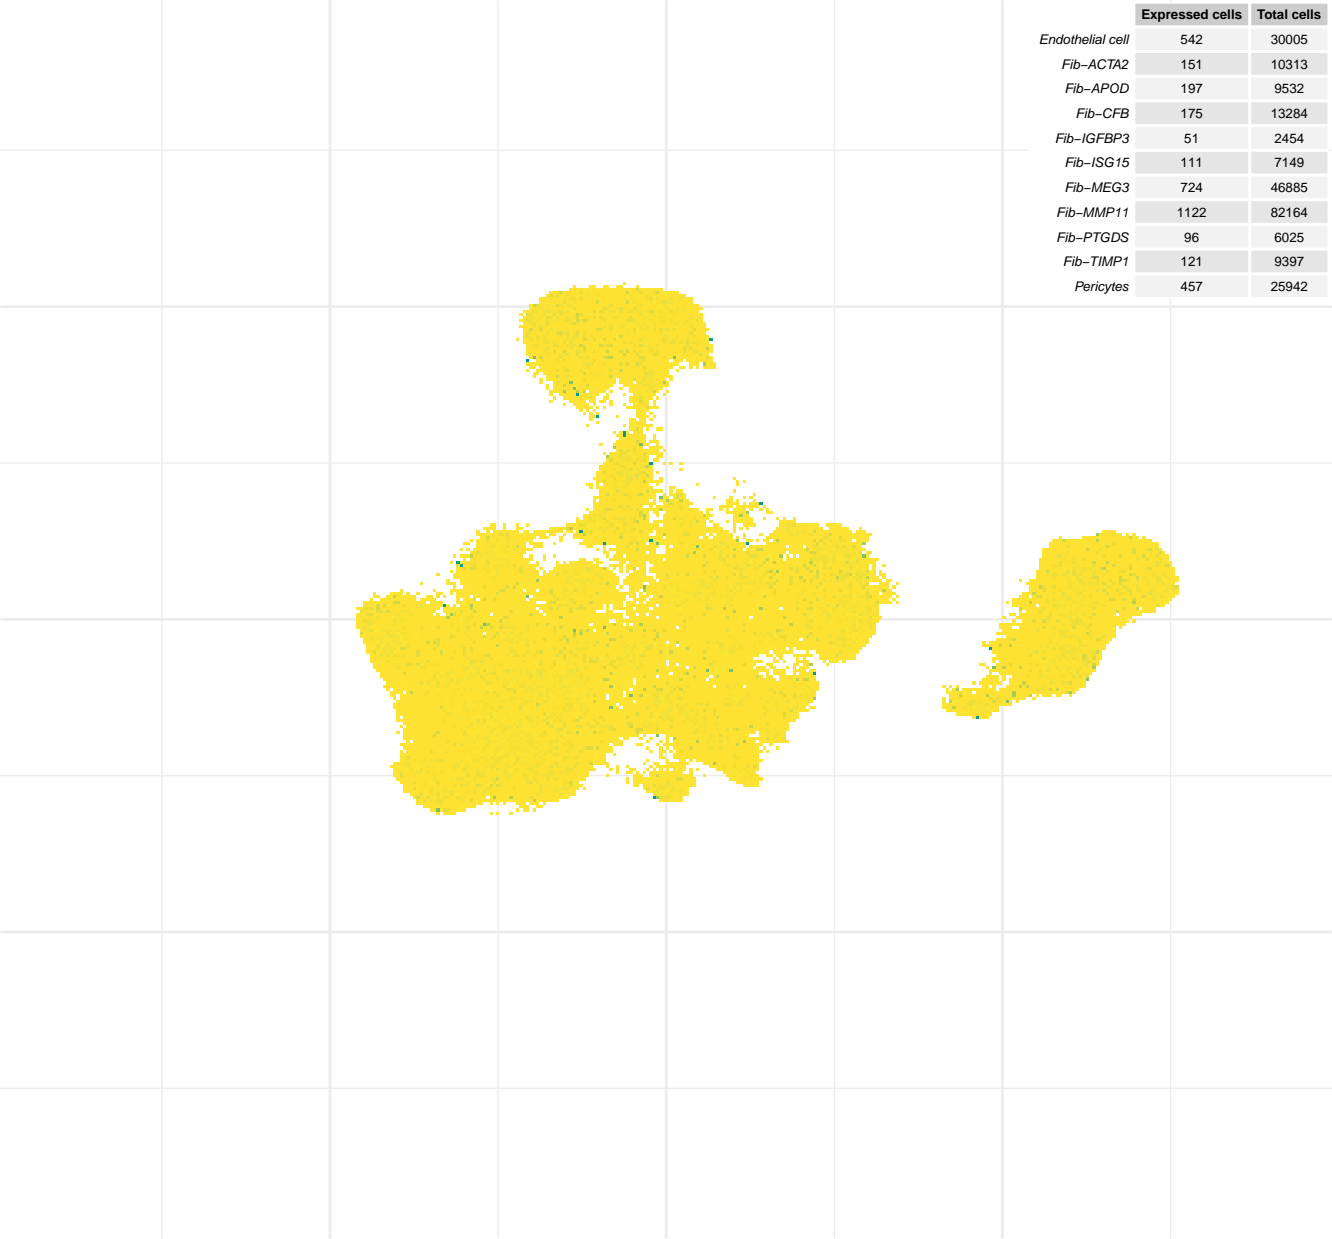 Expressed cells Total cells
Endothelial cell 542 30005
Fib−ACTA2 151 10313
Fib−APOD 197 9532
Fib−CFB 175 13284
Fib−IGFBP3 51 2454
Fib−ISG15 111 7149
Fib−MEG3 724 46885
Fib−MMP11 1122 82164
Fib−PTGDS 96 6025
Fib−TIMP1 121 9397
Pericytes 457 25942